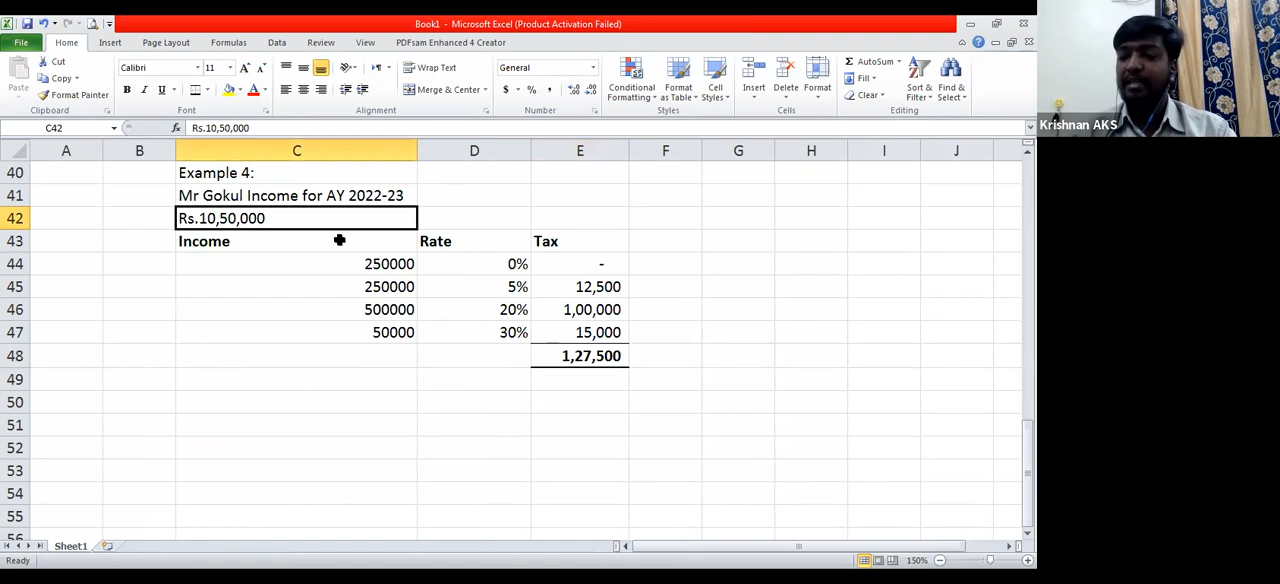 Book1 - Microsoft Excel (Product Activation Failed)
File Home Insert Page Layout Formulas Data Review View PDFsam Enhanced 4 Creator
Cut Calibri 11 Wrap Text General AutoSum
Copy Fill
Paste Format Painter B I U Merge & Center $ % , Conditional Formatting Format as Table Cell Styles Insert Delete Format Clear Sort & Filter Find & Select
Clipboard Font Alignment Number Styles Cells Editing
Krishnan AKS
C42 fx Rs.10,50,000
A B C D E F G H I J
40 Example 4:
41 Mr Gokul Income for AY 2022-23
42 Rs.10,50,000
43 Income Rate Tax
44 250000 0% -
45 250000 5% 12,500
46 500000 20% 1,00,000
47 50000 30% 15,000
48 1,27,500
49
50
51
52
53
54
55
56
Sheet1
Ready 150%